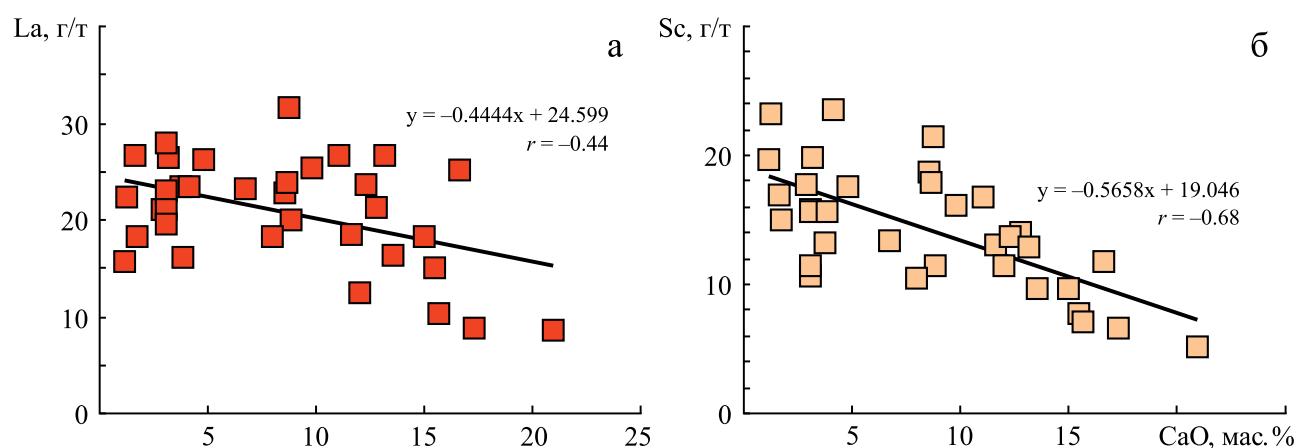 La, г/т
а
30
20
10
0
y = –0.4444x + 24.599
r = –0.44
5
10
15
20
25
Sc, г/т
б
20
10
0
y = –0.5658x + 19.046
r = –0.68
5
10
15
CaO, мас. %